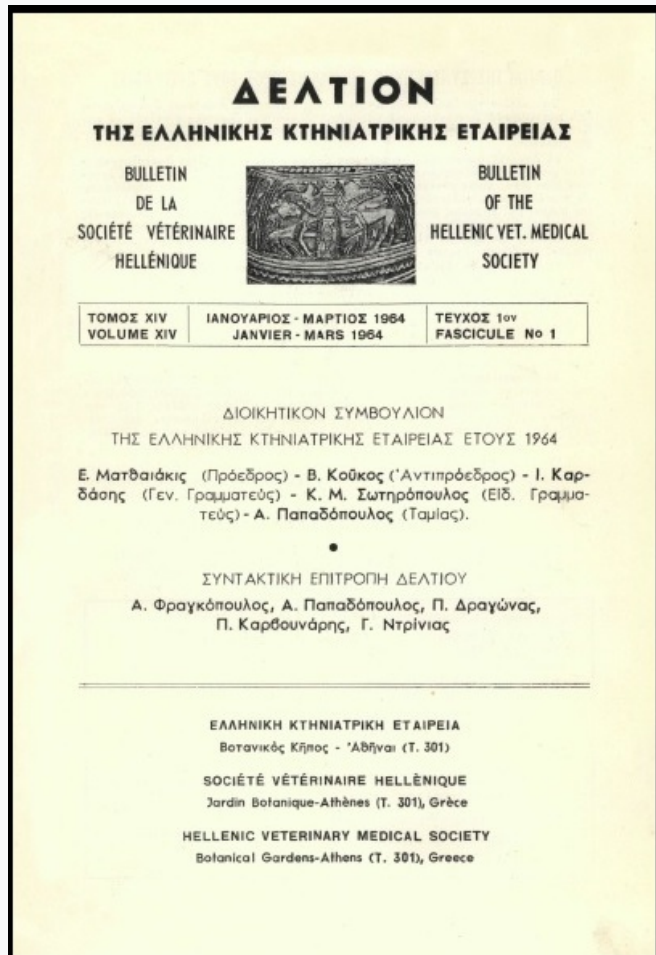 ΔΕΛΤΙΟΝ
ΤΗΣ ΕΛΛΗΝΙΚΗΣ ΚΤΗΝΙΑΤΡΙΚΗΣ ΕΤΑΙΡΕΙΑΣ
BULLETIN
DE LA
SOCIÉTÉ VÉTÉRINAIRE
HELLÉNIQUE
BULLETIN
OF THE
HELLENIC VET. MEDICAL
SOCIETY
ΤΟΜΟΣ XIV
VOLUME XIV
ΙΑΝΟΥΑΡΙΟΣ - ΜΑΡΤΙΟΣ 1964
JANVIER - MARS 1964
ΤΕΥΧΟΣ 1ον
FASCICULE No 1
ΔΙΟΙΚΗΤΙΚΟΝ ΣΥΜΒΟΥΛΙΟΝ
ΤΗΣ ΕΛΛΗΝΙΚΗΣ ΚΤΗΝΙΑΤΡΙΚΗΣ ΕΤΑΙΡΕΙΑΣ ΕΤΟΥΣ 1964
Ε. Ματθαιάκις (Πρόεδρος) - Β. Κοῦκος (Ἀντιπρόεδρος) - Ι. Καρ-
δάσης (Γεν. Γραμματεὺς) - Κ. Μ. Σωτηρόπουλος (Εἰδ. Γραμμα-
τεὺς) - Α. Παπαδόπουλος (Ταμίας).
●
ΣΥΝΤΑΚΤΙΚΗ ΕΠΙΤΡΟΠΗ ΔΕΛΤΙΟΥ
Α. Φραγκόπουλος, Α. Παπαδόπουλος, Π. Δραγώνας,
Π. Καρβουνάρης, Γ. Ντρίνιας
ΕΛΛΗΝΙΚΗ ΚΤΗΝΙΑΤΡΙΚΗ ΕΤΑΙΡΕΙΑ
Βοτανικὸς Κῆπος - Ἀθῆναι (Τ. 301)
SOCIÉTÉ VÉTÉRINAIRE HELLÈNIQUE
Jardin Botanique-Athènes (T. 301), Grèce
HELLENIC VETERINARY MEDICAL SOCIETY
Botanical Gardens-Athens (T. 301), Greece